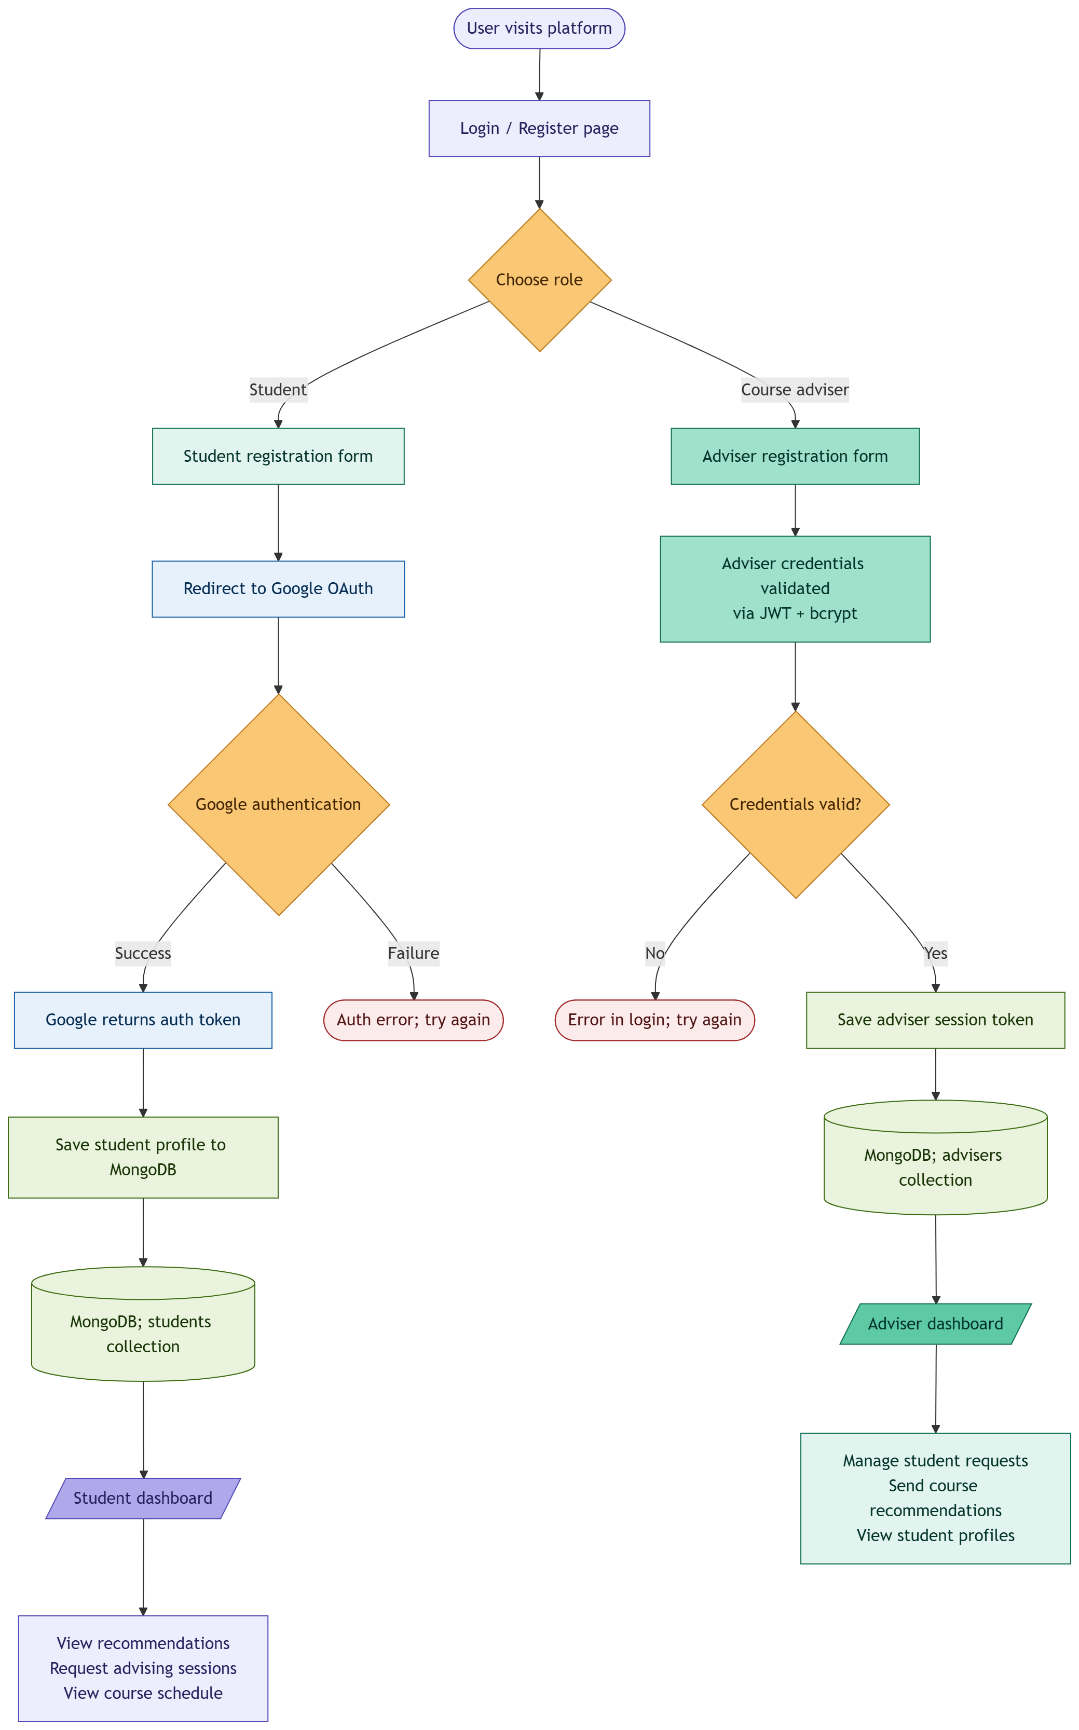 User visits platform
Login / Register page
Choose role
Student
Course adviser
Student registration form
Adviser registration form
Redirect to Google OAuth
Adviser credentials
validated
via JWT + bcrypt
Google authentication
Credentials valid?
Success
Failure
No
Yes
Google returns auth token
Auth error; try again
Error in login; try again
Save adviser session token
Save student profile to
MongoDB
MongoDB; advisers
collection
MongoDB; students
collection
Adviser dashboard
Student dashboard
Manage student requests
Send course
recommendations
View student profiles
View recommendations
Request advising sessions
View course schedule